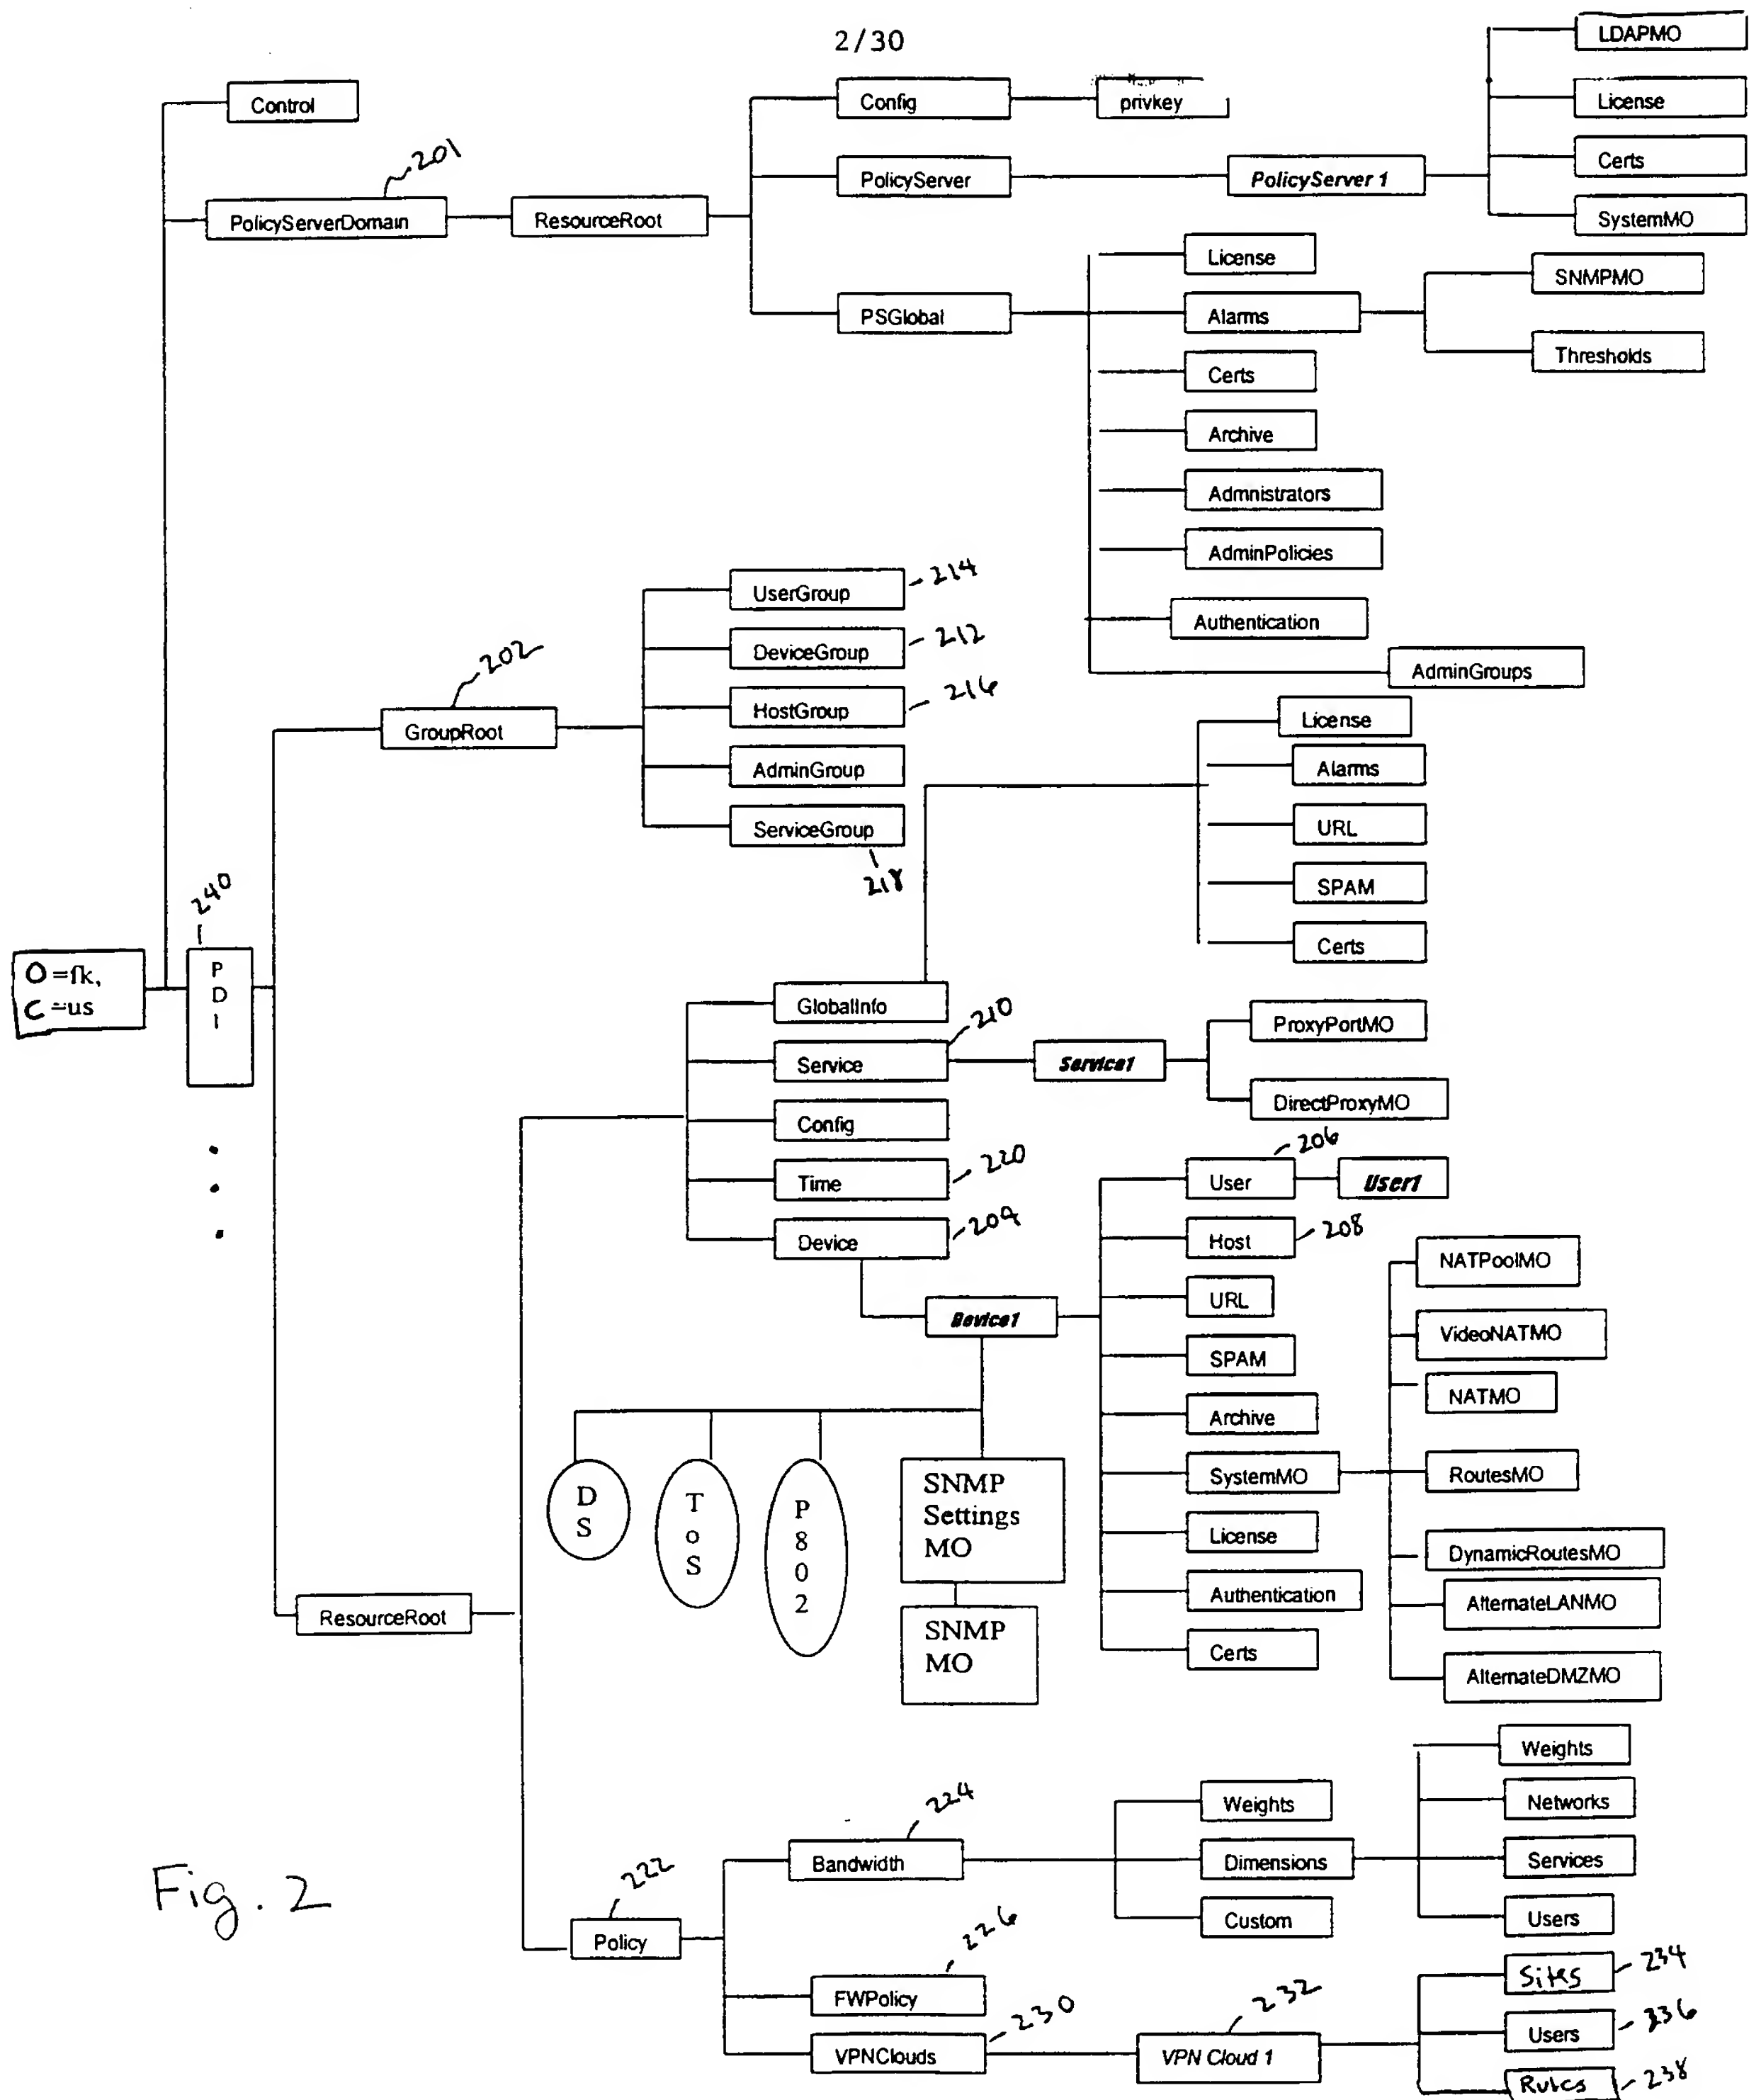 2/30
Control
201
PolicyServerDomain
ResourceRoot
Config
privkey
PolicyServer
PolicyServer 1
LDAPMO
License
Certs
SystemMO
PSGlobal
License
Alarms
SNMPMO
Thresholds
Certs
Archive
Admnistrators
AdminPolicies
Authentication
AdminGroups
202
GroupRoot
UserGroup
214
DeviceGroup
212
HostGroup
216
AdminGroup
ServiceGroup
218
License
Alarms
URL
SPAM
Certs
240
O=fk,
C=us
P
D
1
GlobalInfo
210
Service
Service1
ProxyPortMO
DirectProxyMO
Config
Time
220
Device
204
Device1
206
User
User1
Host
208
URL
SPAM
Archive
SystemMO
License
Authentication
Certs
NATPoolMO
VideoNATMO
NATMO
RoutesMO
DynamicRoutesMO
AlternateLANMO
AlternateDMZMO
D
S
T
o
S
P
8
0
2
SNMP
Settings
MO
SNMP
MO
ResourceRoot
222
Policy
224
Bandwidth
Weights
Dimensions
Custom
Weights
Networks
Services
Users
226
FWPolicy
230
VPNClouds
232
VPN Cloud 1
Sites
234
Users
236
Rules
238
Fig. 2